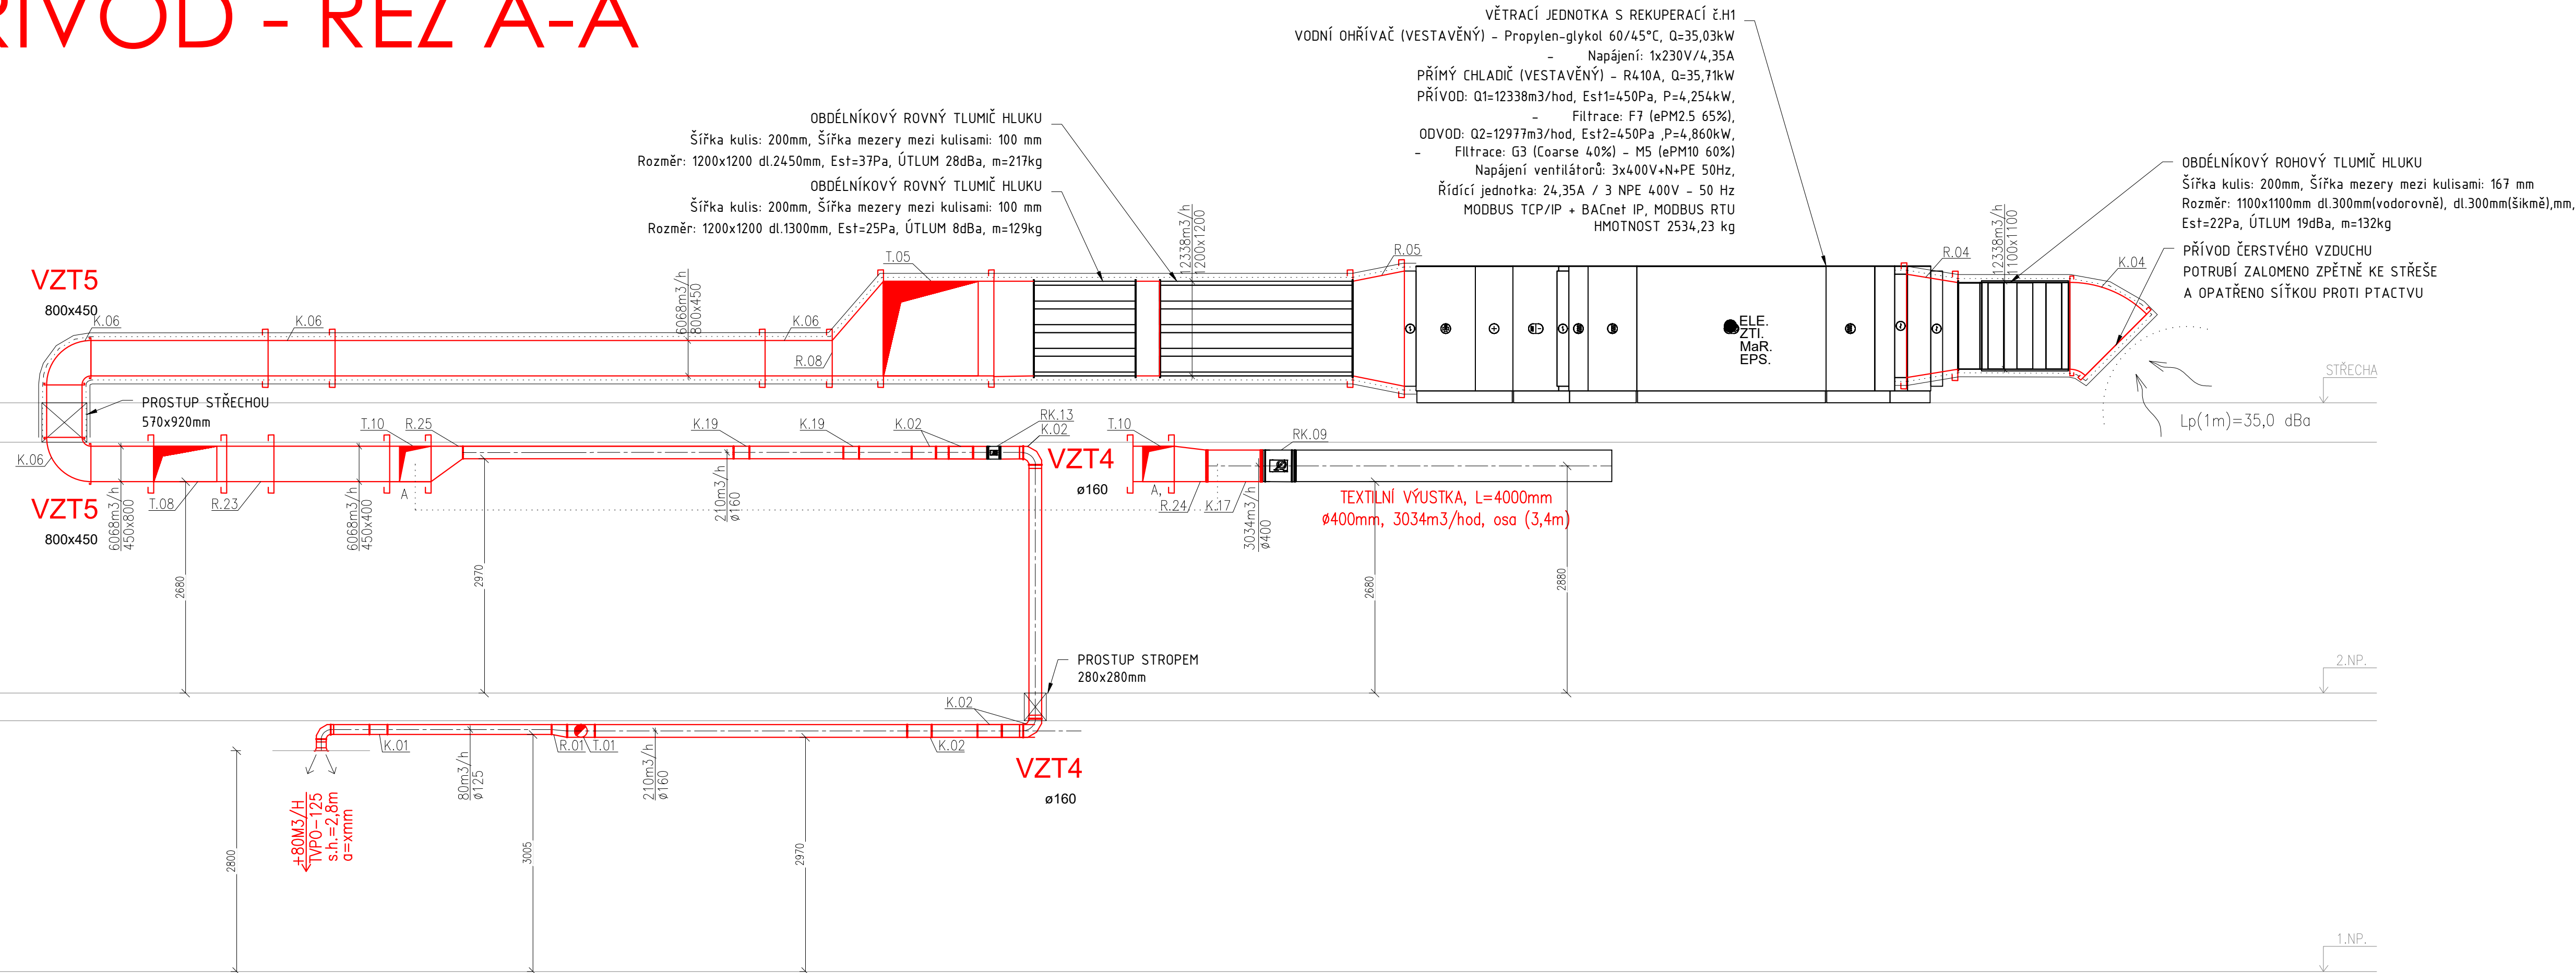 ŘÍVOD - ŘEZ A-A
VĚTRACÍ JEDNOTKA S REKUPERACÍ č.H1
VODNÍ OHŘÍVAČ (VESTAVĚNÝ) - Propylen-glykol 60/45°C, Q=35,03kW
- Napájení: 1x230V/4,35A
PŘÍMÝ CHLADIČ (VESTAVĚNÝ) - R410A, Q=35,71kW
PŘÍVOD: Q1=12338m3/hod, Est1=450Pa, P=4,254kW,
- Filtrace: F7 (ePM2.5 65%),
ODVOD: Q2=12977m3/hod, Est2=450Pa ,P=4,860kW,
- FIltrace: G3 (Coarse 40%) - M5 (ePM10 60%)
Napájení ventilátorů: 3x400V+N+PE 50Hz,
Řídící jednotka: 24,35A / 3 NPE 400V - 50 Hz
MODBUS TCP/IP + BACnet IP, MODBUS RTU
HMOTNOST 2534,23 kg
OBDÉLNÍKOVÝ ROVNÝ TLUMIČ HLUKU
Šířka kulis: 200mm, Šířka mezery mezi kulisami: 100 mm
Rozměr: 1200x1200 dl.2450mm, Est=37Pa, ÚTLUM 28dBa, m=217kg
OBDÉLNÍKOVÝ ROVNÝ TLUMIČ HLUKU
Šířka kulis: 200mm, Šířka mezery mezi kulisami: 100 mm
Rozměr: 1200x1200 dl.1300mm, Est=25Pa, ÚTLUM 8dBa, m=129kg
OBDÉLNÍKOVÝ ROHOVÝ TLUMIČ HLUKU
Šířka kulis: 200mm, Šířka mezery mezi kulisami: 167 mm
Rozměr: 1100x1100mm dl.300mm(vodorovně), dl.300mm(šikmě),mm,
Est=22Pa, ÚTLUM 19dBa, m=132kg
PŘÍVOD ČERSTVÉHO VZDUCHU
POTRUBÍ ZALOMENO ZPĚTNĚ KE STŘEŠE
A OPATŘENO SÍŤKOU PROTI PTACTVU
VZT5
800x450
K.06
K.06
6068m3/h
800x450
K.06
R.08
T.05
12338m3/h
1200x1200
R.05
ELE.
ZTI.
MaR.
EPS.
R.04
12338m3/h
1100x1100
K.04
STŘECHA
Lp(1m)=35,0 dBa
PROSTUP STŘECHOU
570x920mm
K.06
VZT5
800x450
6068m3/h
450x800
T.08
R.23
6068m3/h
450x400
T.10
R.25
A
K.19
K.19
K.02
RK.13
K.02
210m3/h
ø160
VZT4
ø160
T.10
A,
R.24
K.17
RK.09
3034m3/h
ø400
TEXTILNÍ VÝUSTKA, L=4000mm
ø400mm, 3034m3/hod, osa (3,4m)
2680
2970
2680
2880
PROSTUP STROPEM
280x280mm
2.NP.
K.02
K.01
R.01
T.01
K.02
80m3/h
ø125
210m3/h
ø160
VZT4
ø160
+80M3/H
TVPO-125
s.h.=2,8m
a=xmm
2800
3005
2970
1.NP.